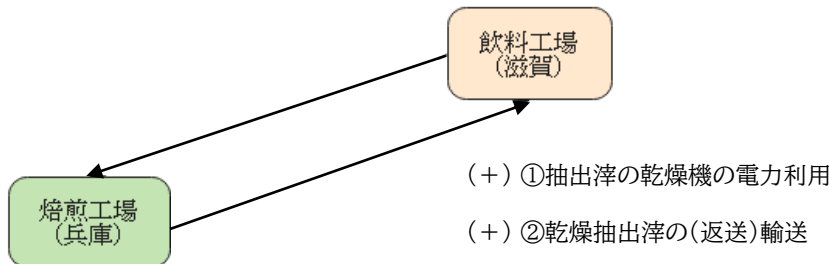 飲料工場
(滋賀)
(+) ①抽出滓の乾燥機の電力利用
焙煎工場
(兵庫)
(+) ②乾燥抽出滓の(返送)輸送